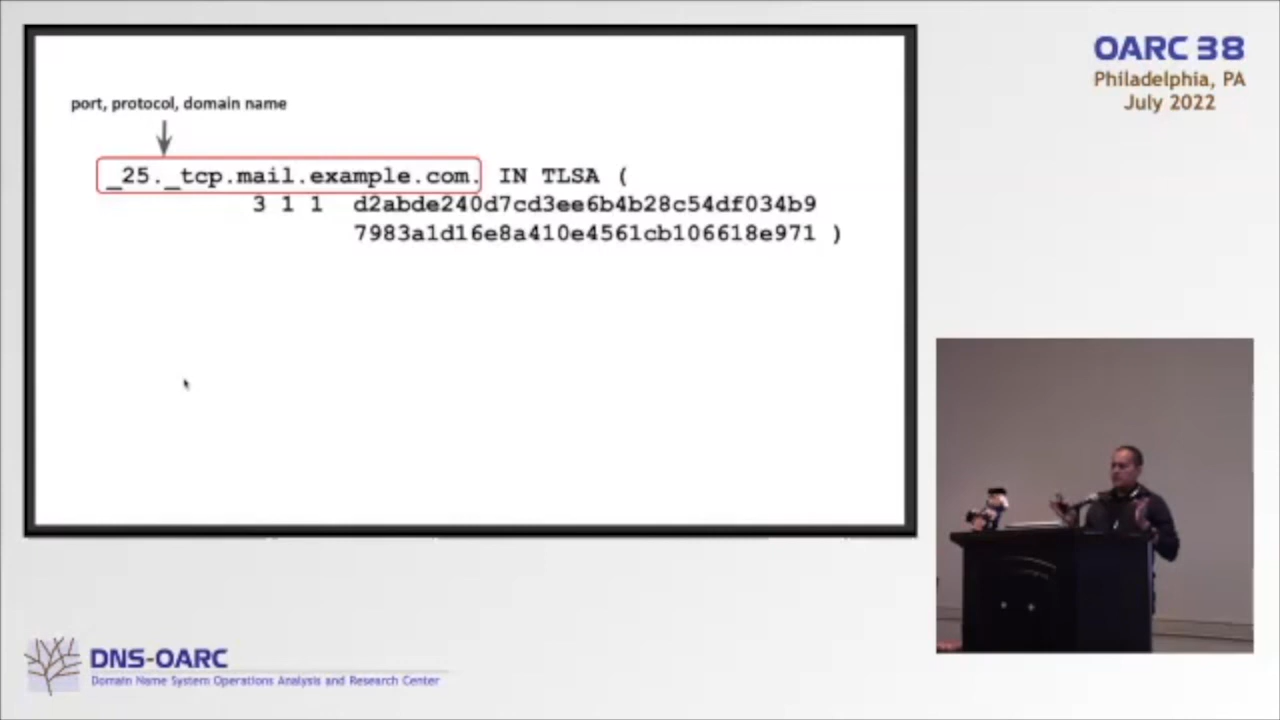 OARC 38
Philadelphia, PA
July 2022
port, protocol, domain name
_25._tcp.mail.example.com. IN TLSA (
3 1 1 d2abde240d7cd3ee6b4b28c54df034b9
7983a1d16e8a410e4561cb106618e971 )
DNS-OARC
Domain Name System Operations Analysis and Research Center